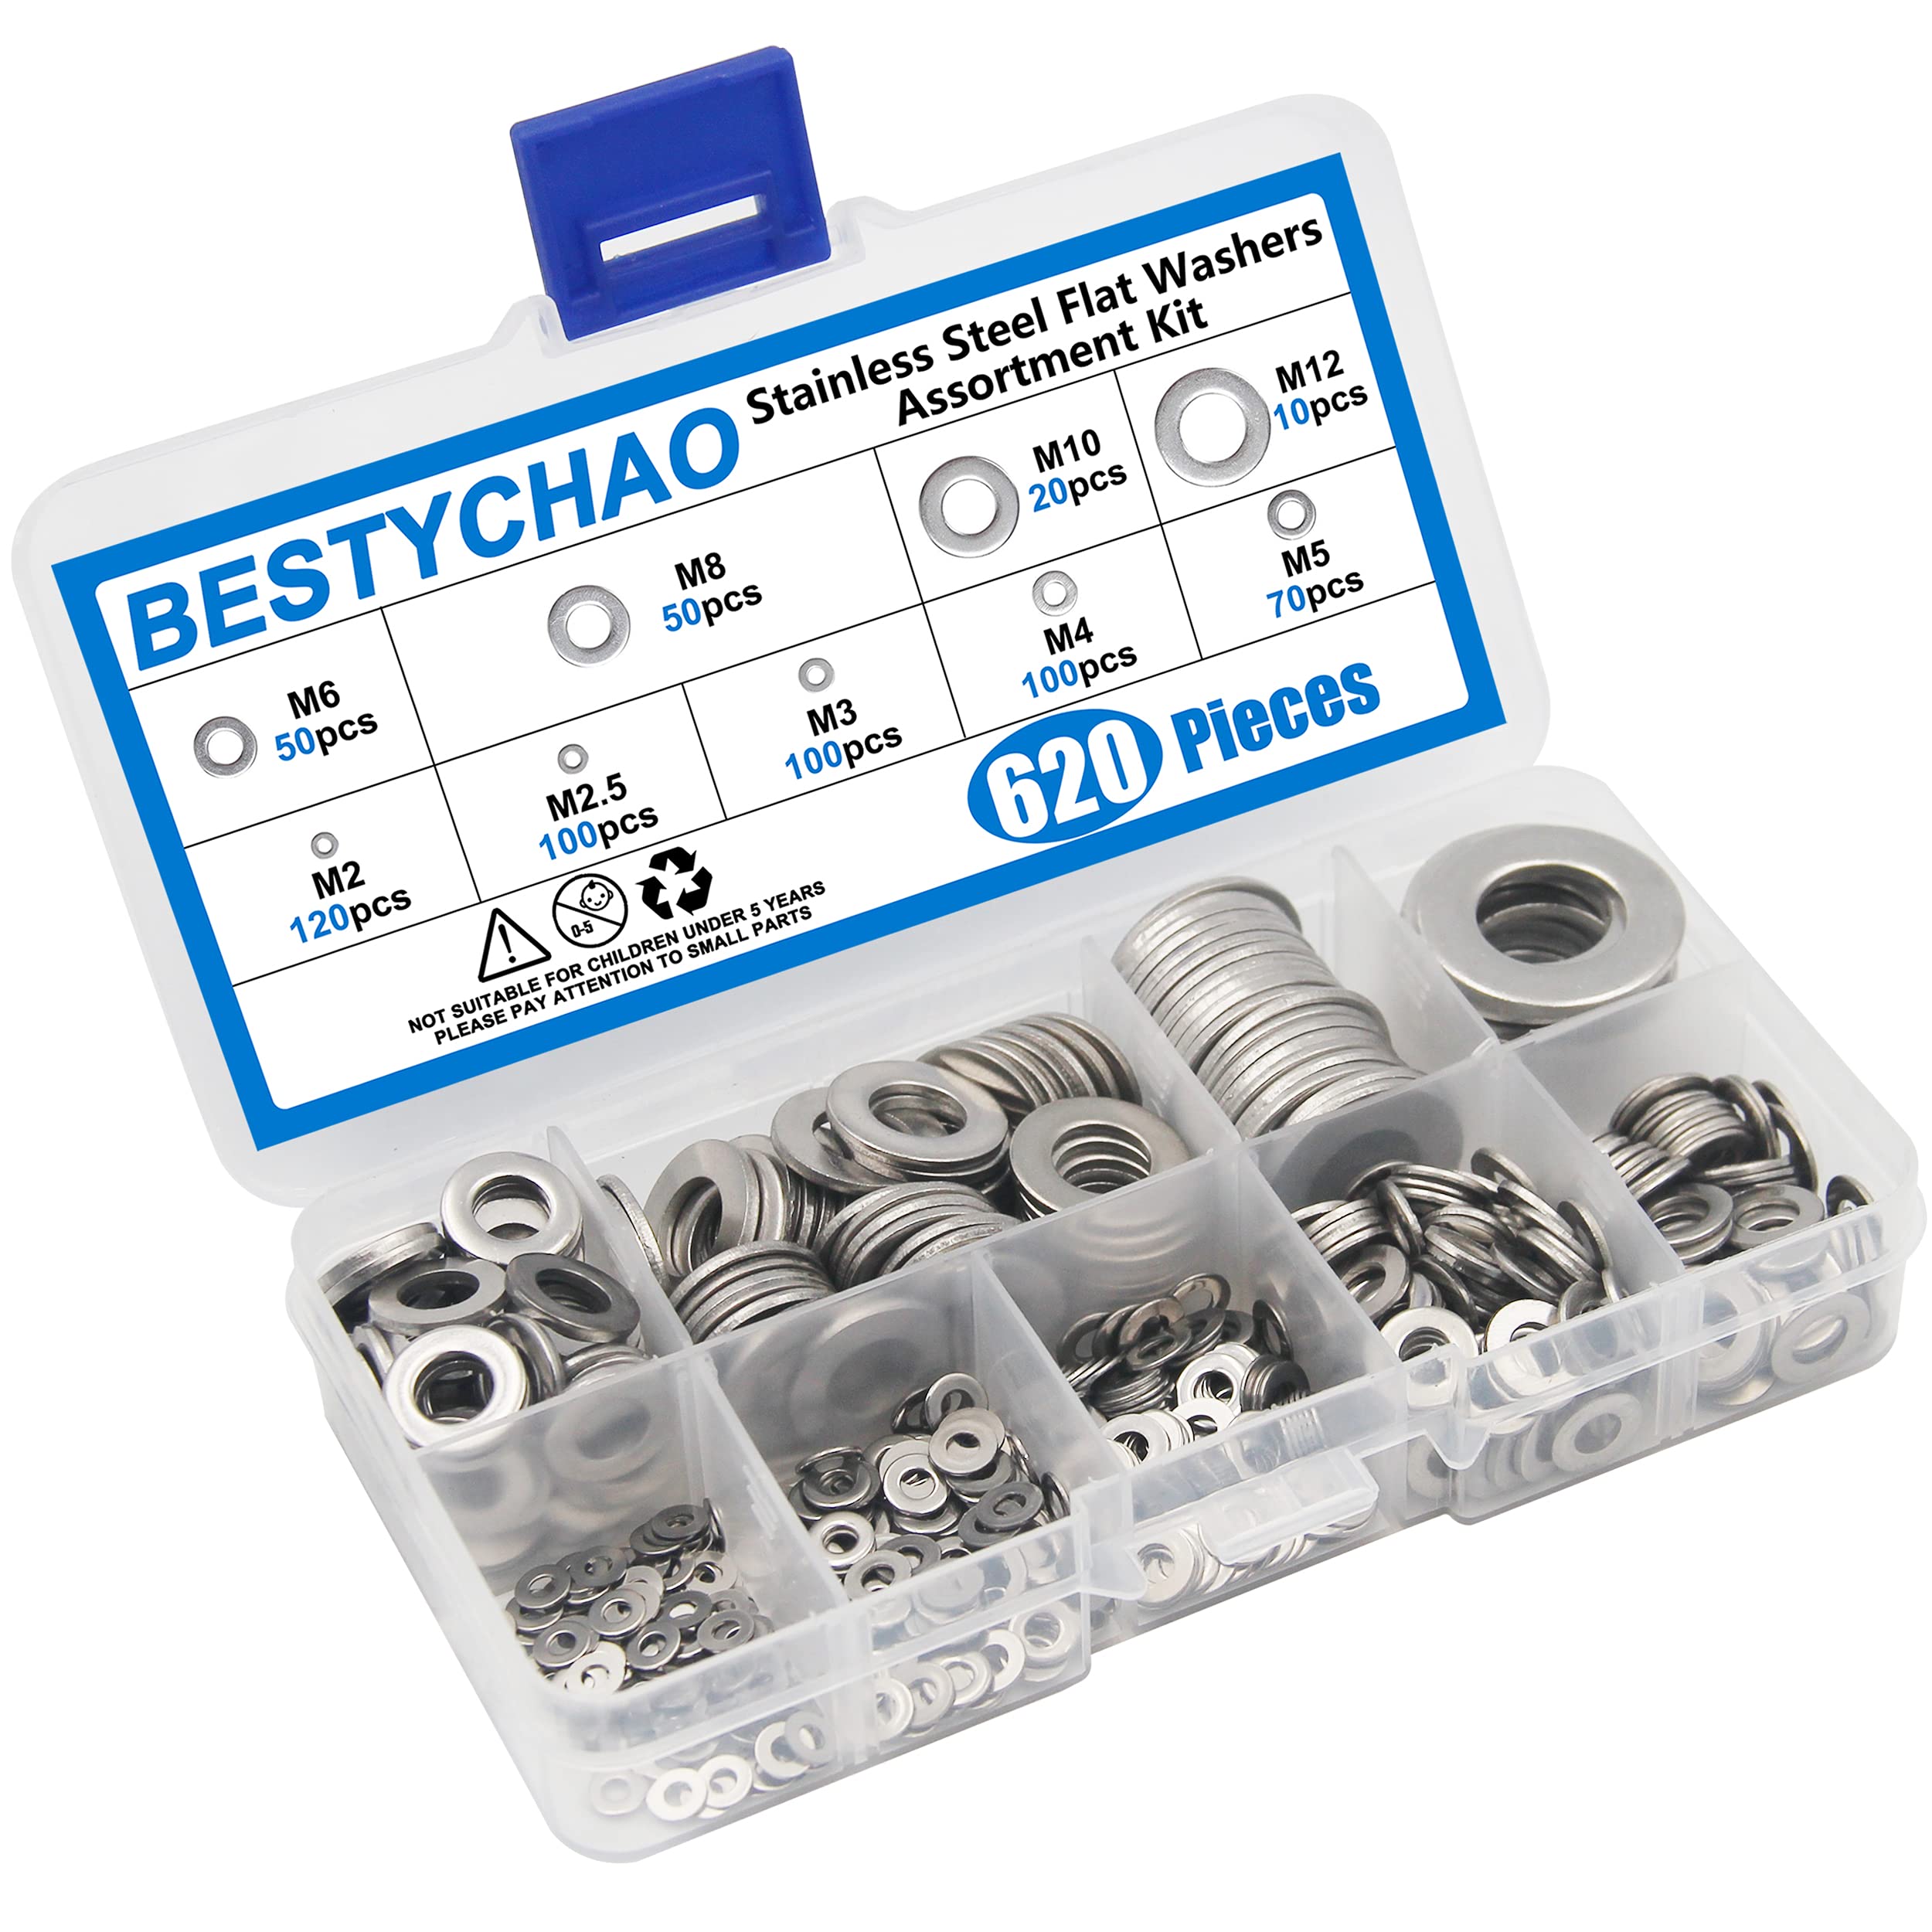 BESTYCHAO
Stainless Steel Flat Washers
Assortment Kit
M6
50pcs
M8
50pcs
M10
20pcs
M12
10pcs
M2
120pcs
M2.5
100pcs
M3
100pcs
M4
100pcs
M5
70pcs
0-5
NOT SUITABLE FOR CHILDREN UNDER 5 YEARS
PLEASE PAY ATTENTION TO SMALL PARTS
620 Pieces